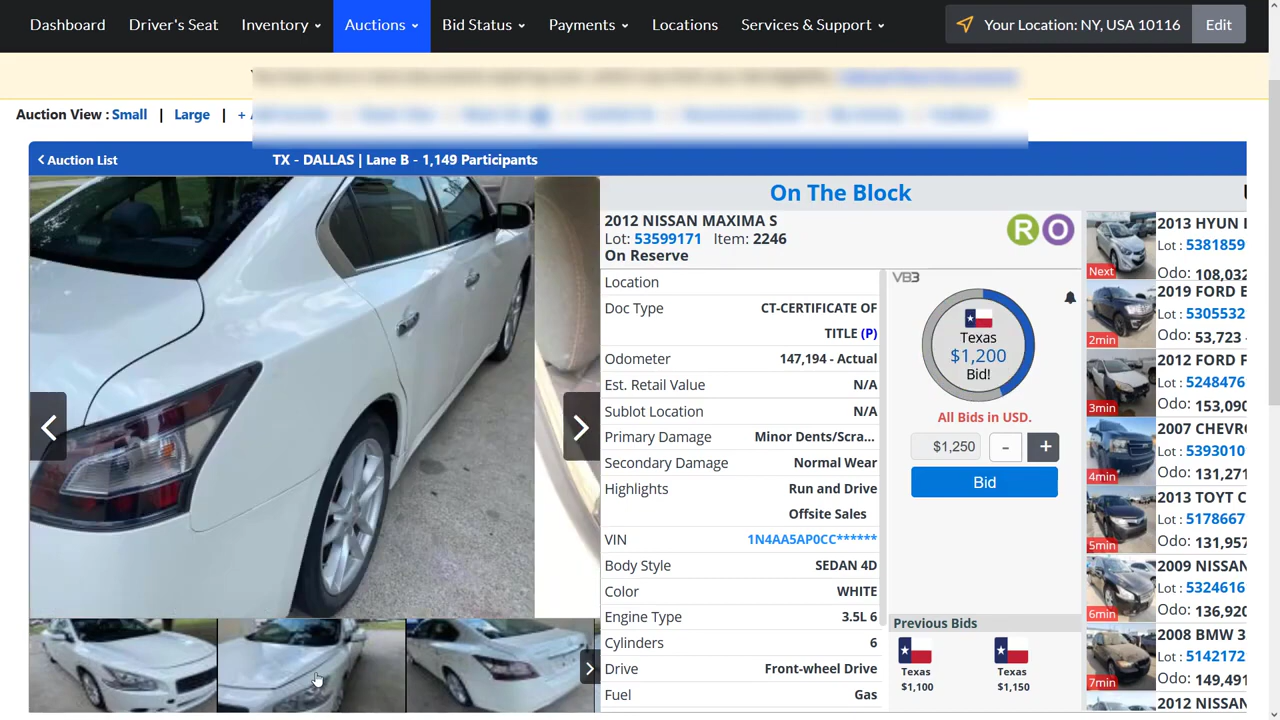 Dashboard Driver's Seat Inventory Auctions Bid Status Payments Locations Services & Support Your Location: NY, USA 10116 Edit
Auction View : Small | Large | +
Auction List TX - DALLAS | Lane B - 1,149 Participants
On The Block
2012 NISSAN MAXIMA S
Lot: 53599171 Item: 2246
On Reserve
R O
Location
Doc Type CT-CERTIFICATE OF
TITLE (P)
Odometer 147,194 - Actual
Est. Retail Value N/A
Sublot Location N/A
Primary Damage Minor Dents/Scra...
Secondary Damage Normal Wear
Highlights Run and Drive
Offsite Sales
VIN 1N4AA5AP0CC******
Body Style SEDAN 4D
Color WHITE
Engine Type 3.5L 6
Cylinders 6
Drive Front-wheel Drive
Fuel Gas
VB3
Texas
$1,200
Bid!
All Bids in USD.
$1,250 - +
Bid
Previous Bids
Texas Texas
$1,100 $1,150
2013 HYUN
Lot : 5381859
Next
Odo: 108,032
2019 FORD E
Lot : 5305532
2min Odo: 53,723
2012 FORD F
Lot : 5248476
3min Odo: 153,090
2007 CHEVR
Lot : 5393010
4min Odo: 131,271
2013 TOYT C
Lot : 5178667
5min Odo: 131,957
2009 NISSAN
Lot : 5324616
6min Odo: 136,920
2008 BMW 3
Lot : 5142172
7min Odo: 149,491
2012 NISSAN